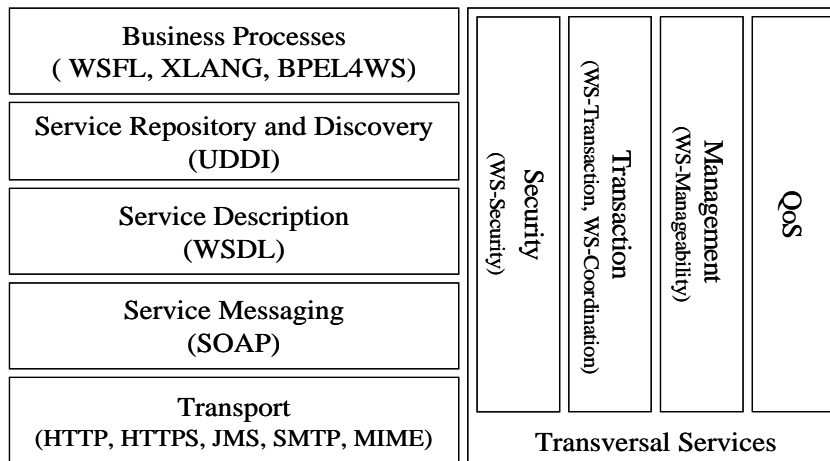 Business Processes
( WSFL, XLANG, BPEL4WS)
Service Repository and Discovery
(UDDI)
Service Description
(WSDL)
Service Messaging
(SOAP)
Transport
(HTTP, HTTPS, JMS, SMTP, MIME)
Security
(WS-Security)
Transaction
(WS-Transaction, WS-Coordination)
Management
(WS-Manageability)
QoS
Transversal Services